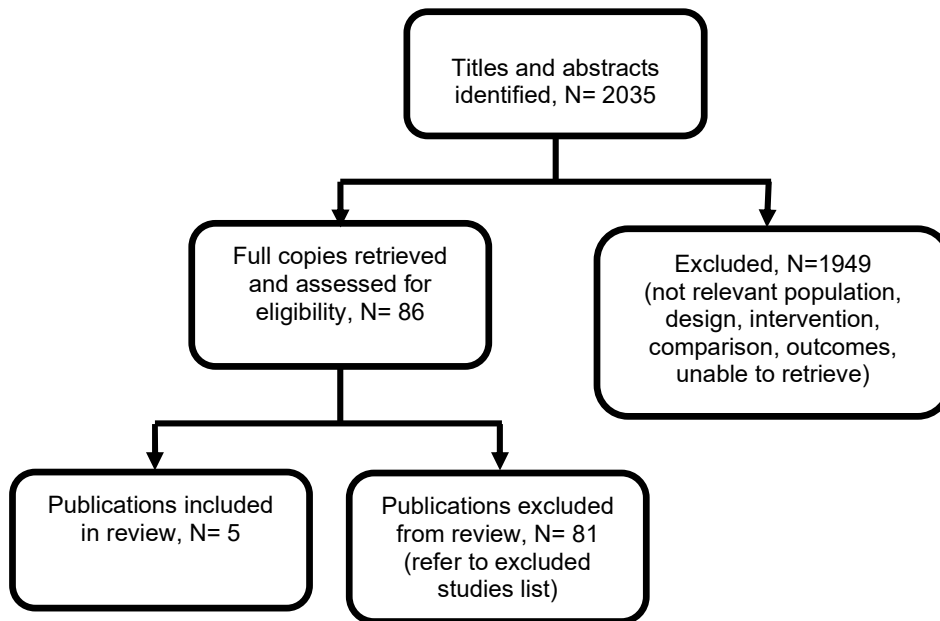 Titles and abstracts
identified, N= 2035
Full copies retrieved
and assessed for
eligibility, N= 86
Excluded, N=1949
(not relevant population,
design, intervention,
comparison, outcomes,
unable to retrieve)
Publications included
in review, N= 5
Publications excluded
from review, N= 81
(refer to excluded
studies list)